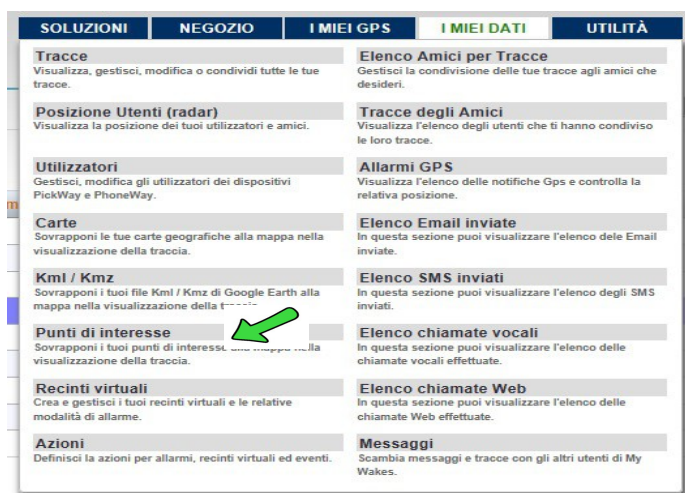 SOLUZIONI NEGOZIO I MIEI GPS I MIEI DATI UTILITÀ
Tracce
Visualizza, gestisci, modifica o condividi tutte le tue
tracce.
Posizione Utenti (radar)
Visualizza la posizione dei tuoi utilizzatori e amici.
Utilizzatori
Gestisci, modifica gli utilizzatori dei dispositivi
PickWay e PhoneWay.
Carte
Sovrapponi le tue carte geografiche alla mappa nella
visualizzazione della traccia.
Kml / Kmz
Sovrapponi i tuoi file Kml / Kmz di Google Earth alla
mappa nella visualizzazione della
Punti di interesse
Sovrapponi i tuoi punti di interesse mappa nella
visualizzazione della traccia.
Recinti virtuali
Crea e gestisci i tuoi recinti virtuali e le relative
modalità di allarme.
Azioni
Definisci la azioni per allarmi, recinti virtuali ed eventi.
Elenco Amici per Tracce
Gestisci la condivisione delle tue tracce agli amici che
desideri.
Tracce degli Amici
Visualizza l'elenco degli utenti che ti hanno condiviso
le loro tracce.
Allarmi GPS
Visualizza l'elenco delle notifiche Gps e controlla la
relativa posizione.
Elenco Email inviate
In questa sezione puoi visualizzare l'elenco dele Email
inviate.
Elenco SMS inviati
In questa sezione puoi visualizzare l'elenco degli SMS
inviati.
Elenco chiamate vocali
In questa sezione puoi visualizzare l'elenco delle
chiamate vocali effettuate.
Elenco chiamate Web
In questa sezione puoi visualizzare l'elenco delle
chiamate Web effettuate.
Messaggi
Scambia messaggi e tracce con gli altri utenti di My
Wakes.